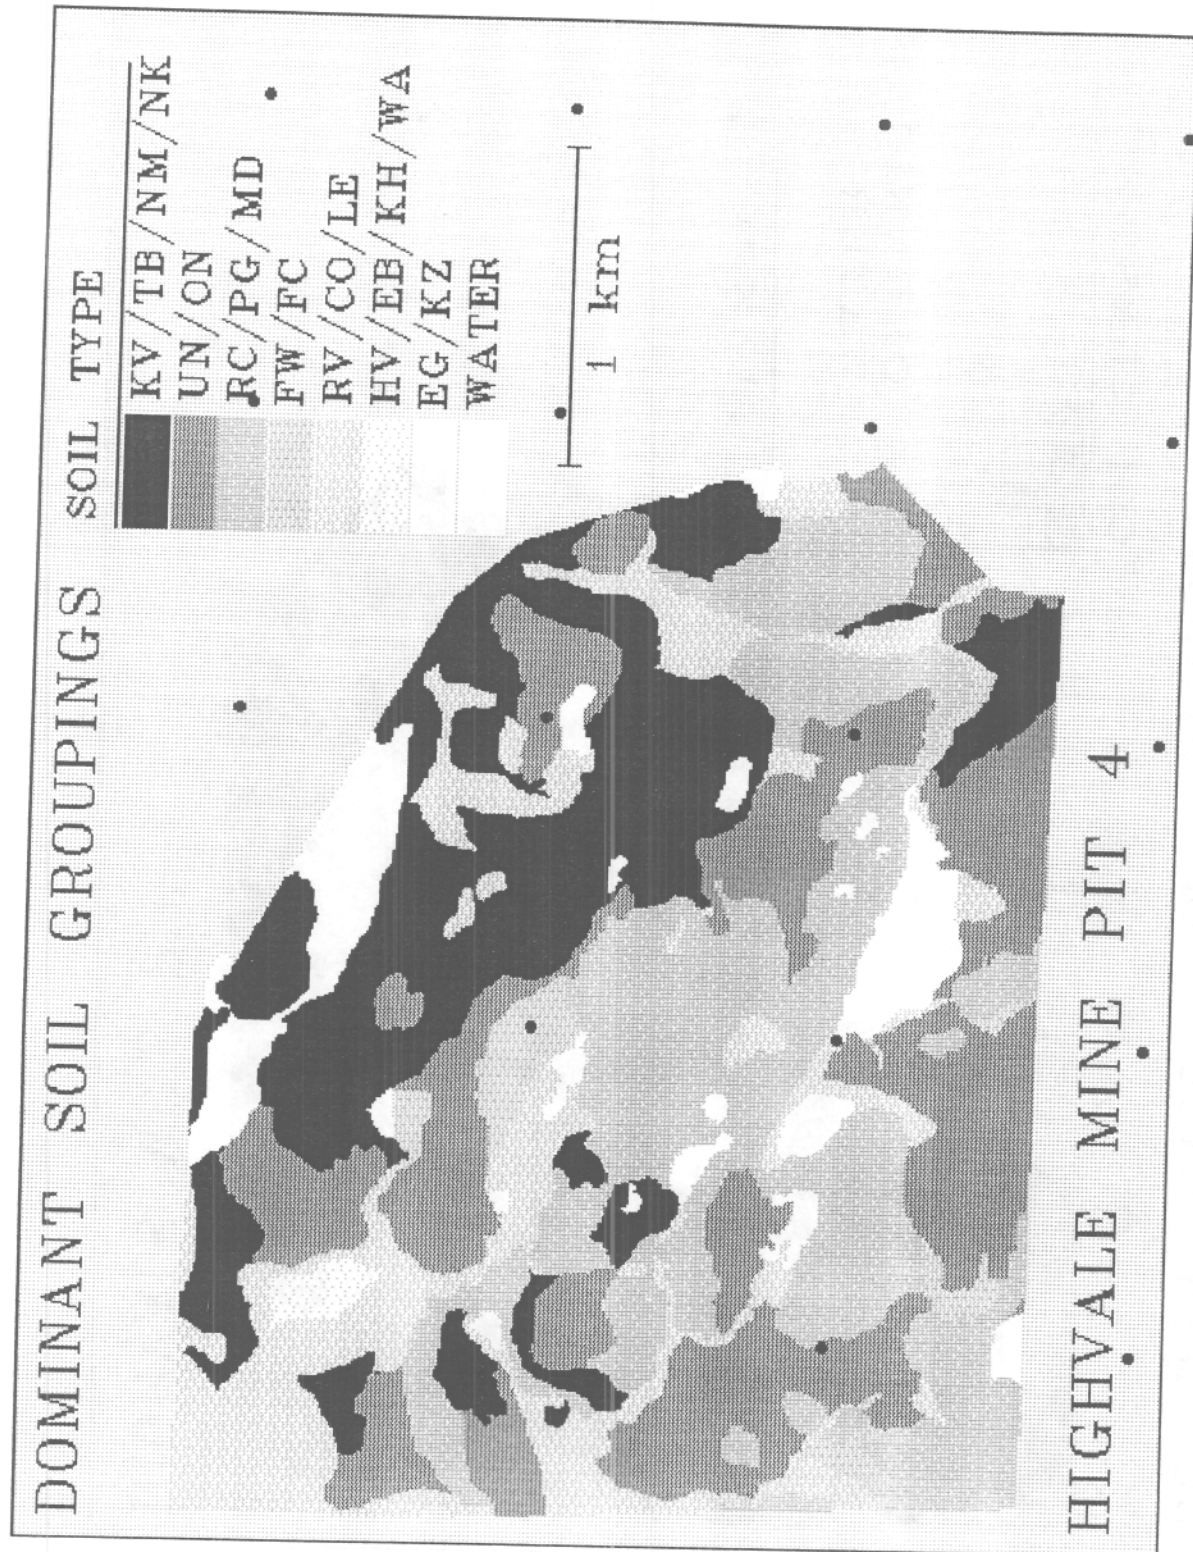 DOMINANT SOIL GROUPINGS
SOIL TYPE
KV/TB/NM/NK
UN/ON
RC/PG/MD
FW/FC
RV/CO/LE
HV/EB/KH/WA
EG/KZ
WATER
1 km
HIGHVALE MINE PIT 4